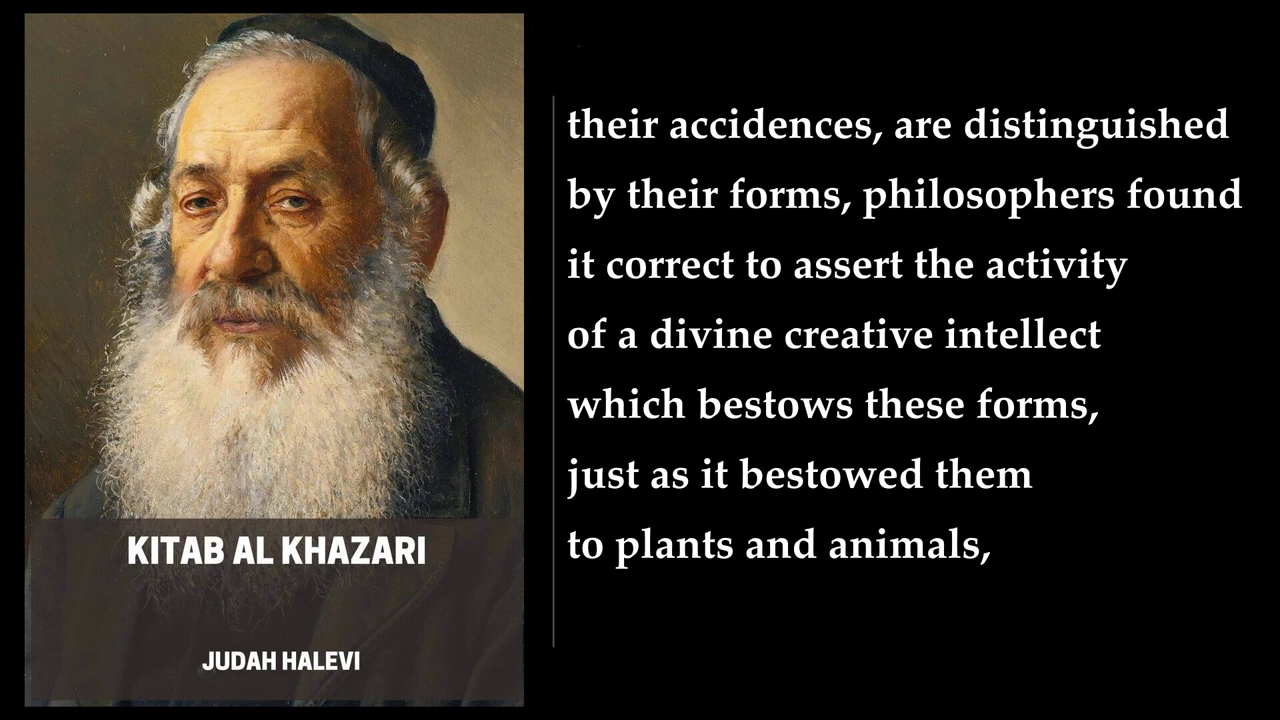 KITAB AL KHAZARI
JUDAH HALEVI
their accidences, are distinguished
by their forms, philosophers found
it correct to assert the activity
of a divine creative intellect
which bestows these forms,
just as it bestowed them
to plants and animals,